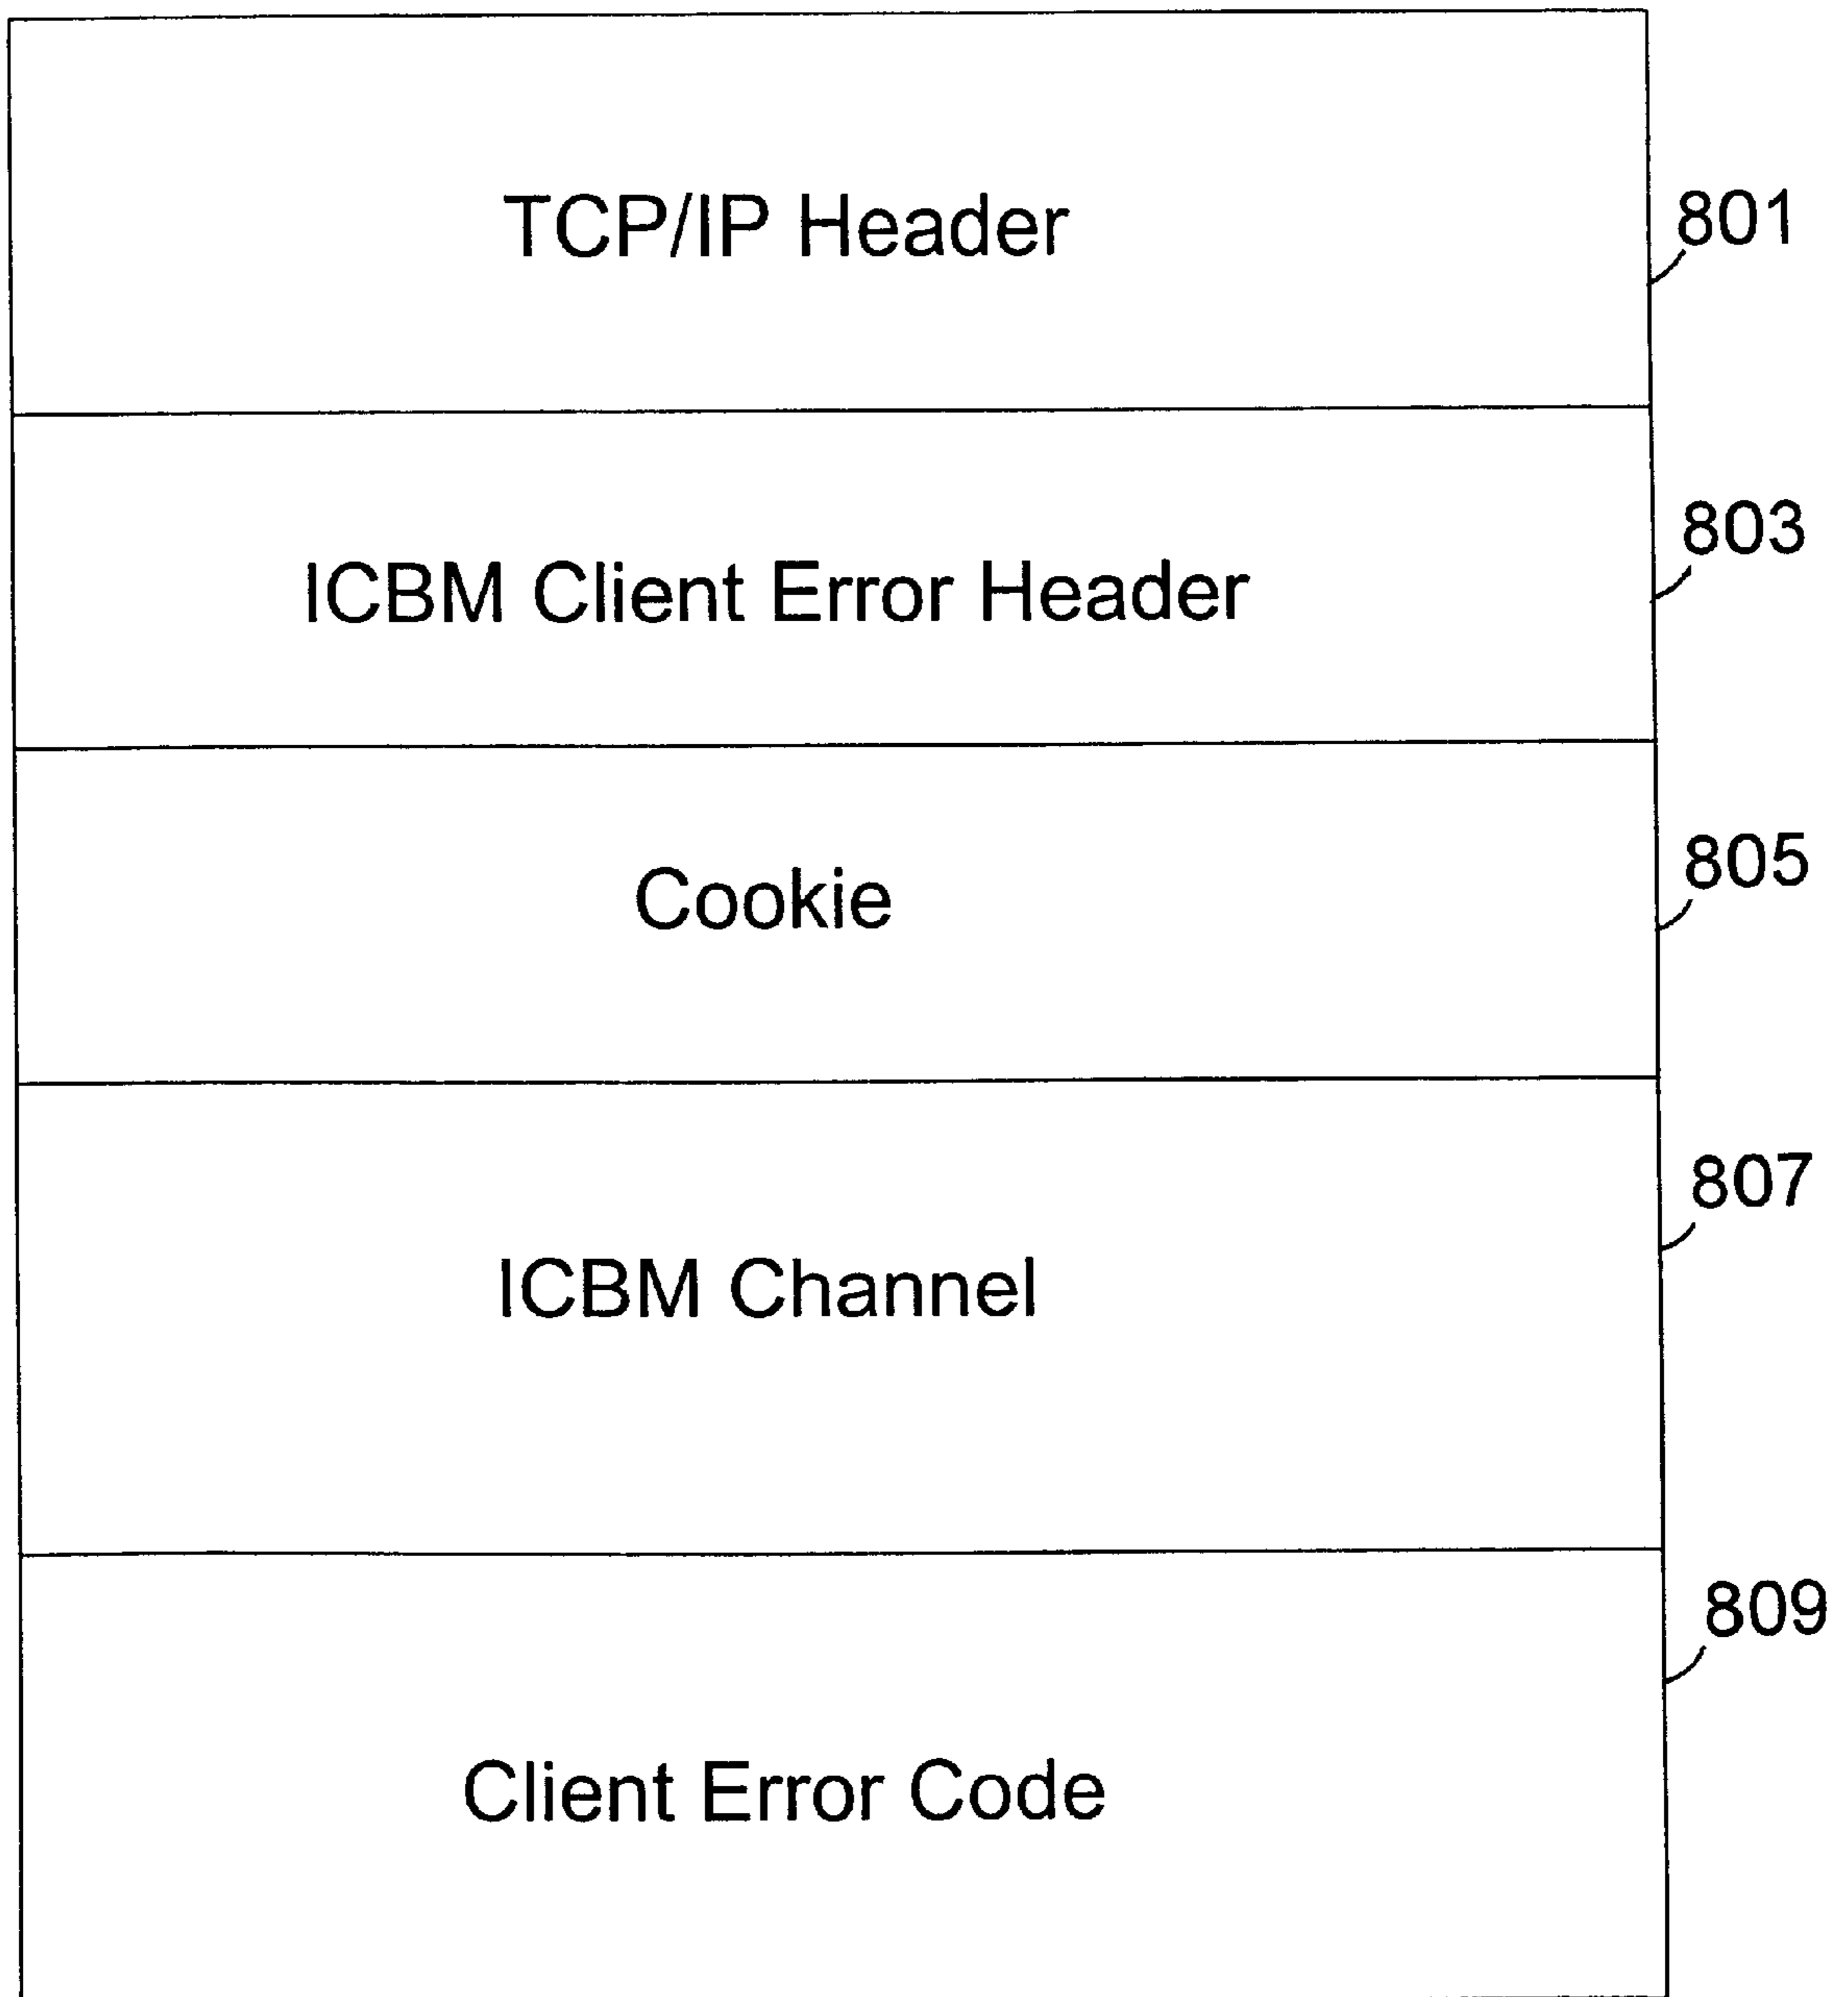 TCP/IP Header
801
ICBM Client Error Header
803
Cookie
805
ICBM Channel
807
Client Error Code
809